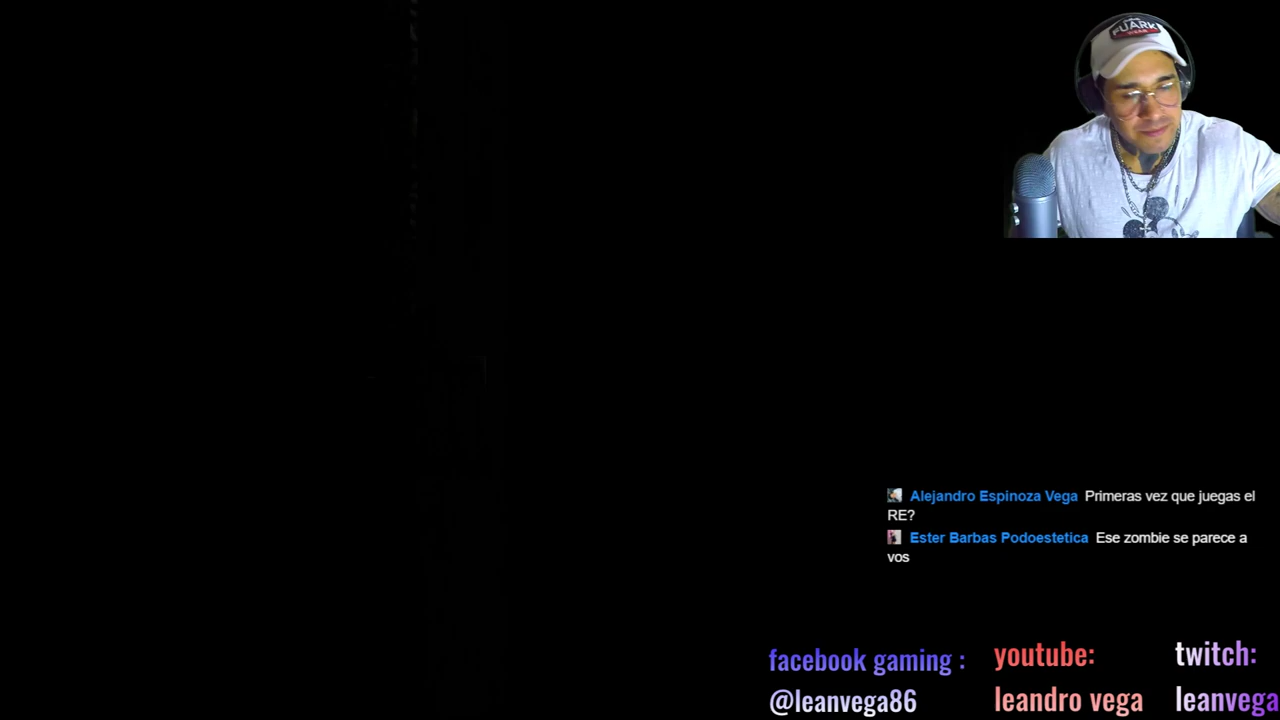 FUARK
Alejandro Espinoza Vega Primeras vez que juegas el
RE?
Ester Barbas Podoestetica Ese zombie se parece a
vos
facebook gaming : youtube: twitch:
@leanvega86 leandro vega leanvega